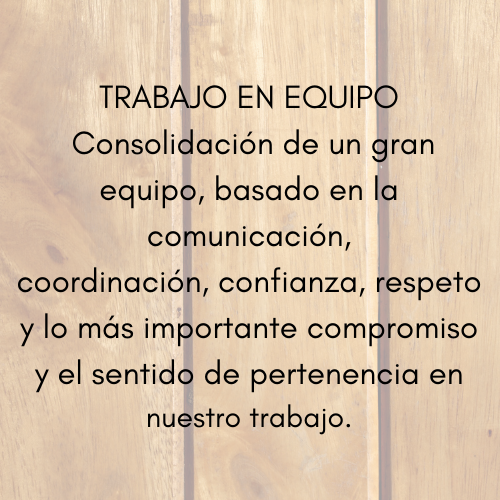 TRABAJO EN EQUIPO
Consolidación de un gran
equipo, basado en la
comunicación,
coordinación, confianza, respeto
y lo más importante compromiso
y el sentido de pertenencia en
nuestro trabajo.